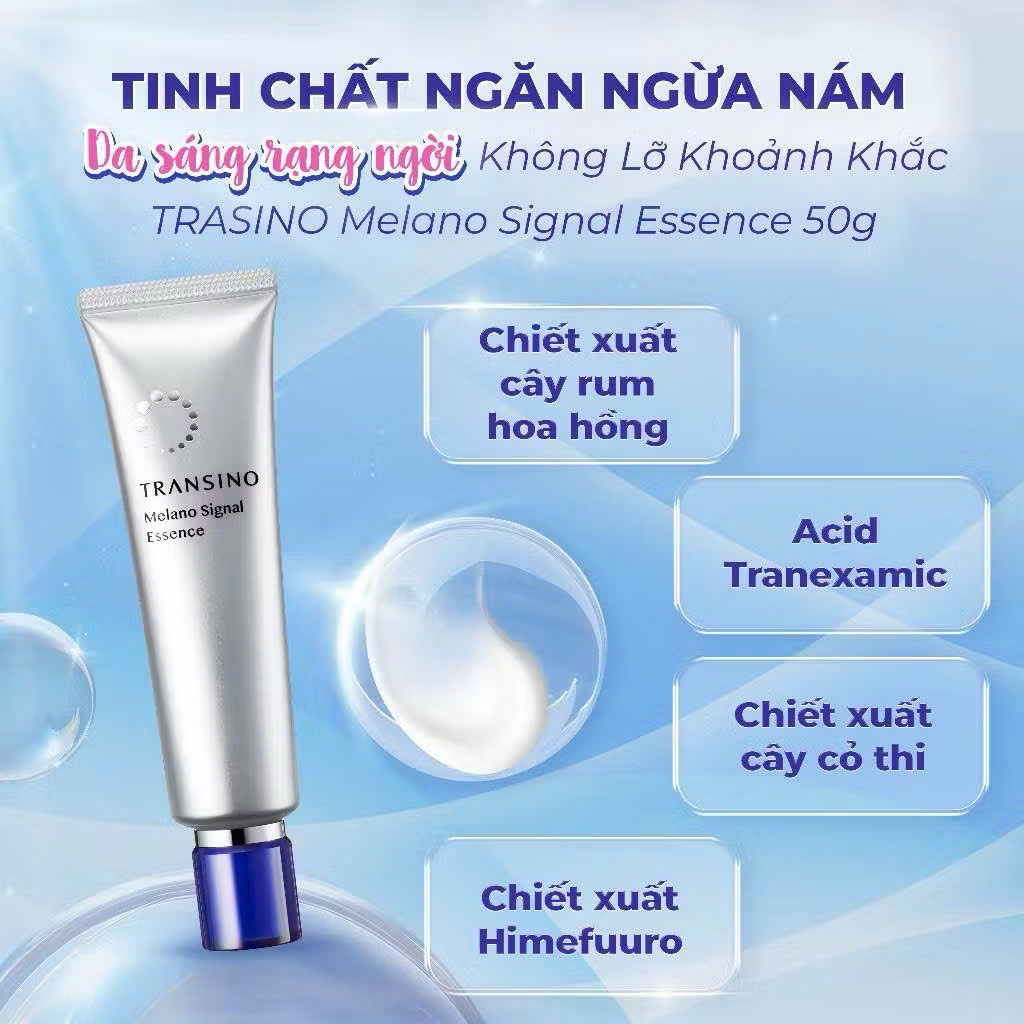 TINH CHẤT NGĂN NGỪA NÁM
Da sáng rạng ngời Không Lỡ Khoảnh Khắc
TRASINO Melano Signal Essence 50g
TRANSINO
Melano Signal
Essence
Chiết xuất
cây rum
hoa hồng
Acid
Tranexamic
Chiết xuất
cây cỏ thi
Chiết xuất
Himefuuro